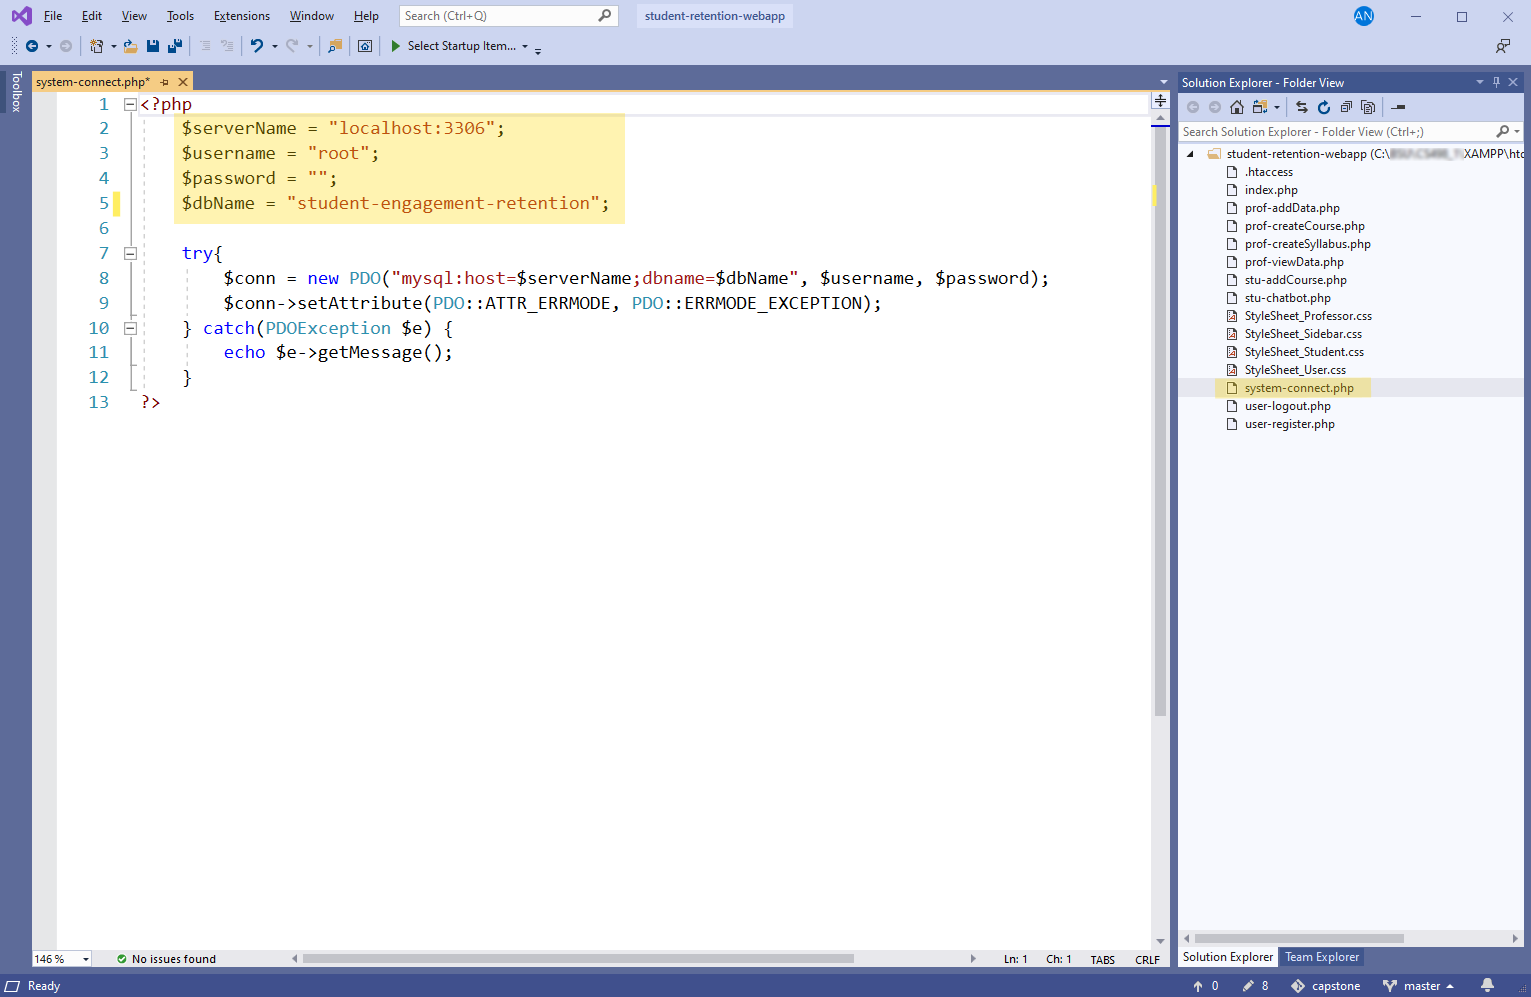 File Edit View Tools Extensions Window Help Search (Ctrl+Q) student-retention-webapp AN
Select Startup Item...
Toolbox
system-connect.php*
1 <?php
2 $serverName = "localhost:3306";
3 $username = "root";
4 $password = "";
5 $dbName = "student-engagement-retention";
6
7 try{
8 $conn = new PDO("mysql:host=$serverName;dbname=$dbName", $username, $password);
9 $conn->setAttribute(PDO::ATTR_ERRMODE, PDO::ERRMODE_EXCEPTION);
10 } catch(PDOException $e) {
11 echo $e->getMessage();
12 }
13 ?>
146 % No issues found Ln: 1 Ch: 1 TABS CRLF
Solution Explorer - Folder View
Search Solution Explorer - Folder View (Ctrl+;)
student-retention-webapp (C:\ \XAMPP\htd
.htaccess
index.php
prof-addData.php
prof-createCourse.php
prof-createSyllabus.php
prof-viewData.php
stu-addCourse.php
stu-chatbot.php
StyleSheet_Professor.css
StyleSheet_Sidebar.css
StyleSheet_Student.css
StyleSheet_User.css
system-connect.php
user-logout.php
user-register.php
Solution Explorer Team Explorer
Ready 0 8 capstone master